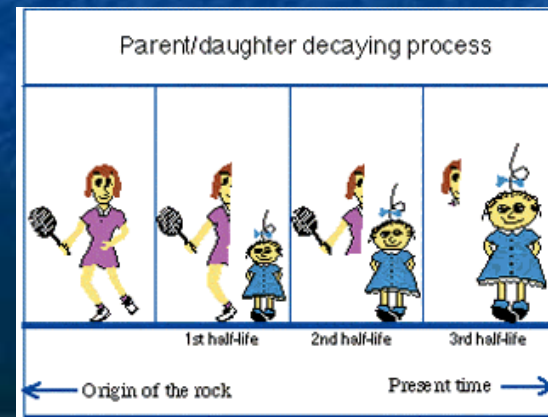 Parent/daughter decaying process
1st half-life
2nd half-life
3rd half-life
Origin of the rock
Present time